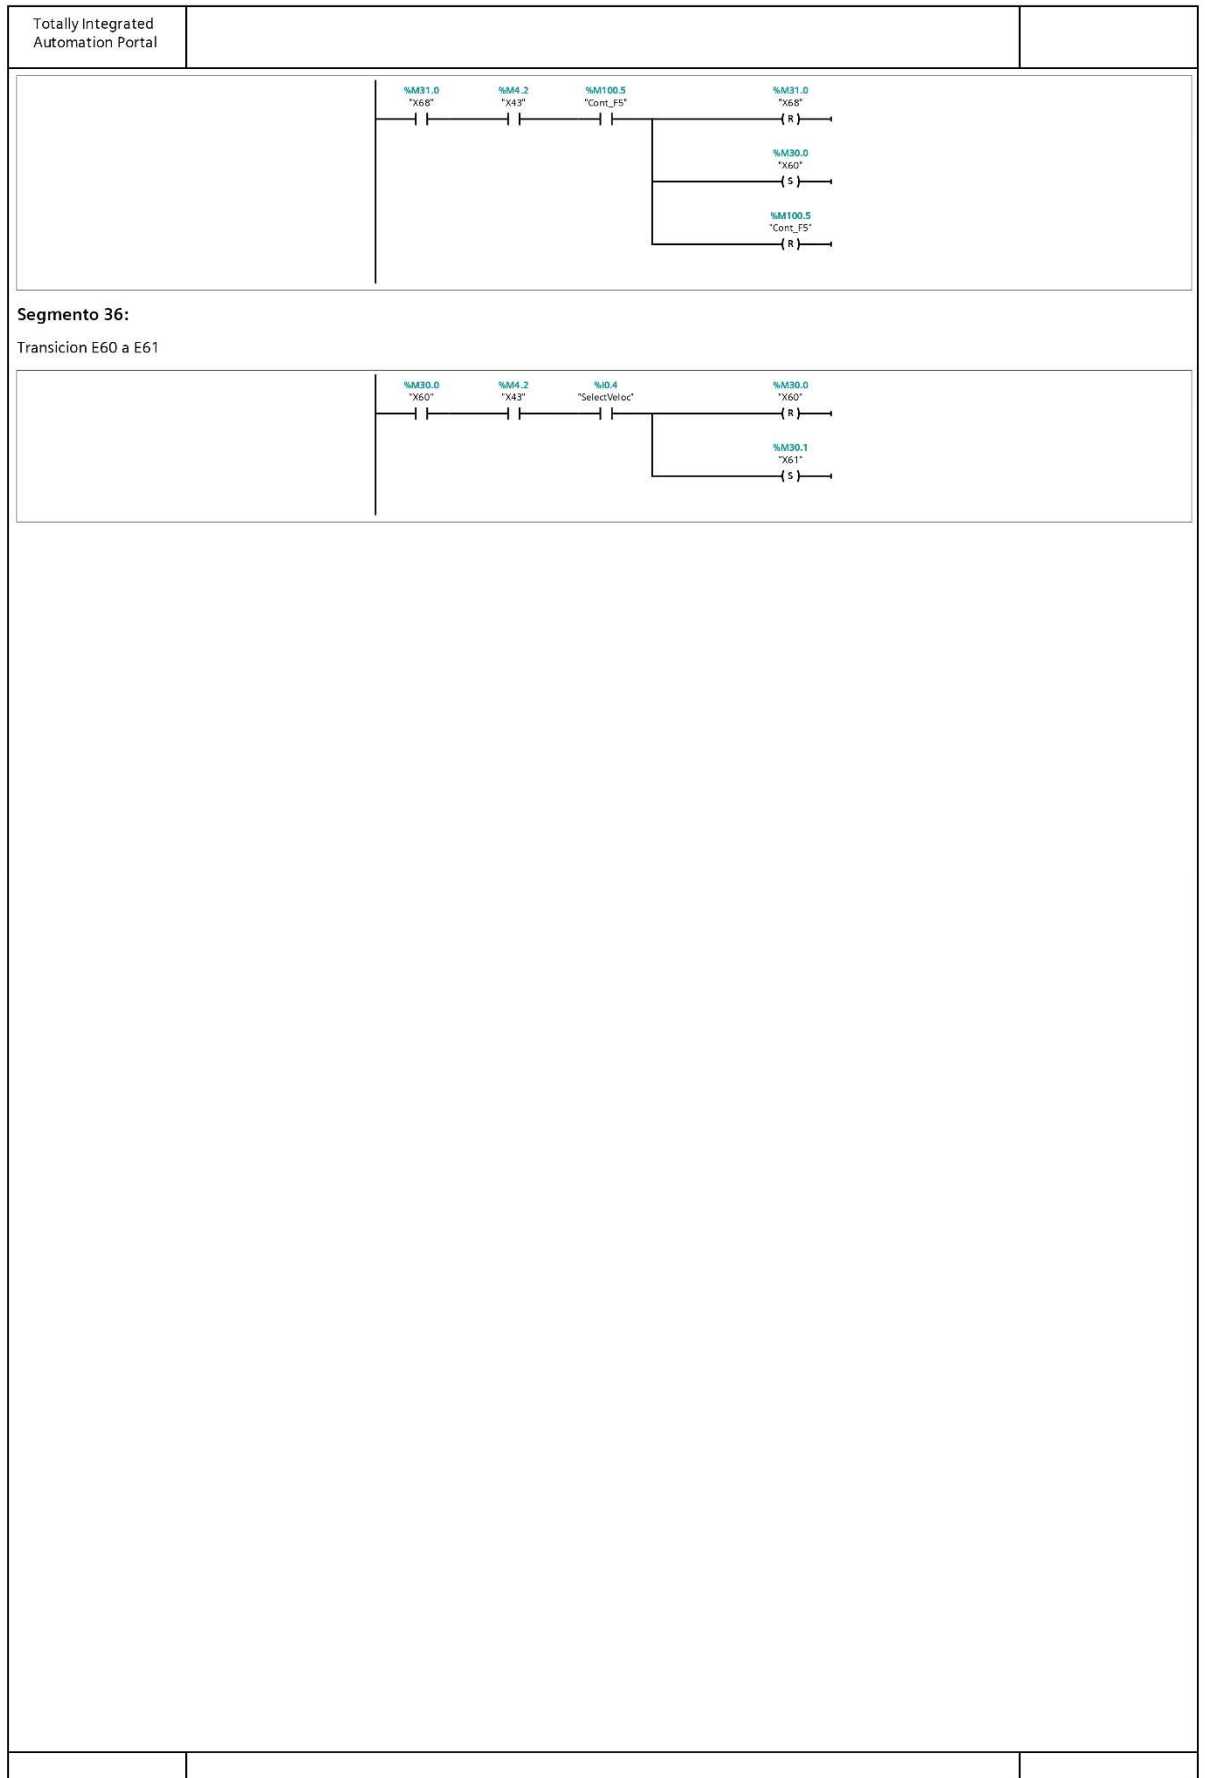 Totally Integrated
Automation Portal
%M31.0 %M4.2 %M100.5 %M31.0
"X68" "X43" "Cont_F5" "X68"
( R )
%M30.0
"X60"
( S )
%M100.5
"Cont_F5"
( R )
Segmento 36:
Transicion E60 a E61
%M30.0 %M4.2 %I0.4 %M30.0
"X60" "X43" "SelectVeloc" "X60"
( R )
%M30.1
"X61"
( S )